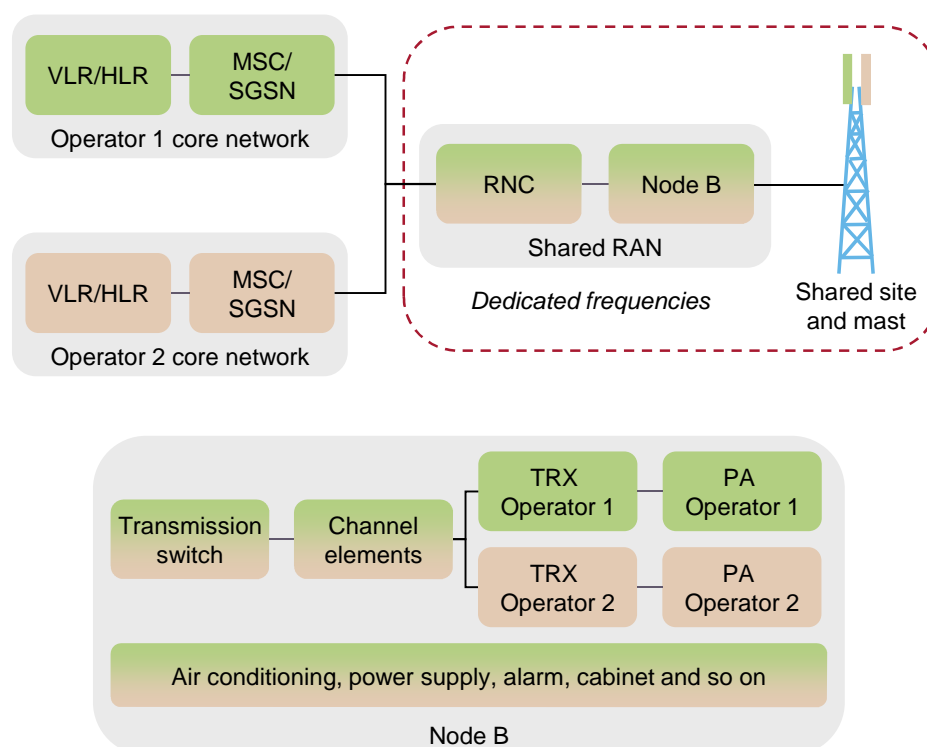 VLR/HLR
MSC/
SGSN
Operator 1 core network
VLR/HLR
MSC/
SGSN
Operator 2 core network
RNC
Node B
Shared RAN
Dedicated frequencies
Shared site
and mast
Transmission
switch
Channel
elements
TRX
Operator 1
PA
Operator 1
TRX
Operator 2
PA
Operator 2
Air conditioning, power supply, alarm, cabinet and so on
Node B